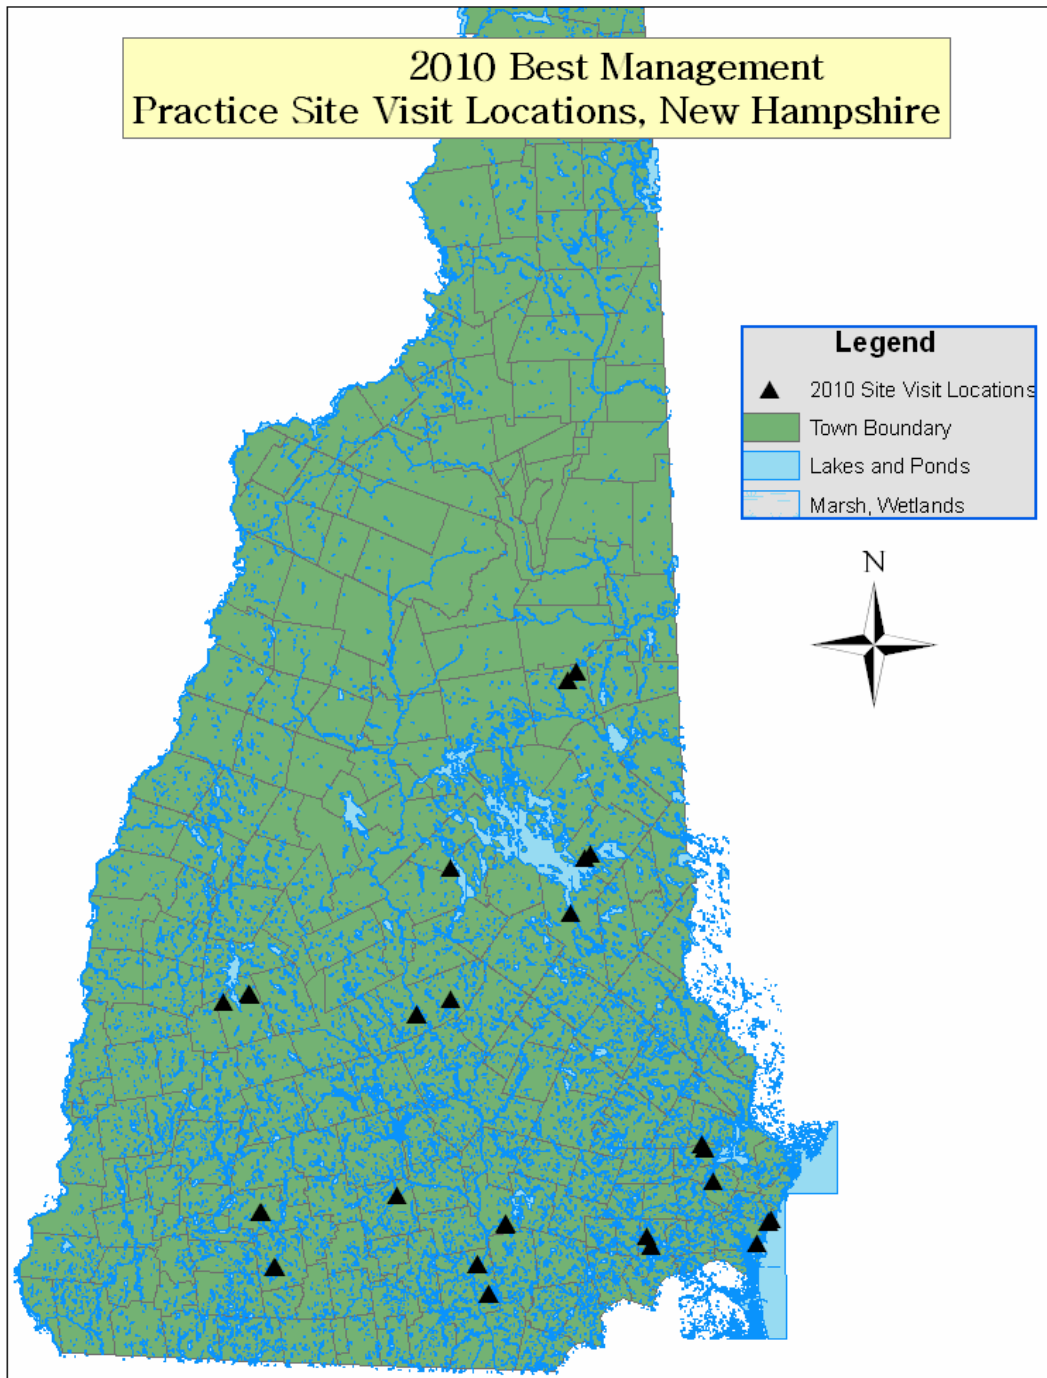 2010 Best Management
Practice Site Visit Locations, New Hampshire
Legend
2010 Site Visit Locations
Town Boundary
Lakes and Ponds
Marsh, Wetlands
N